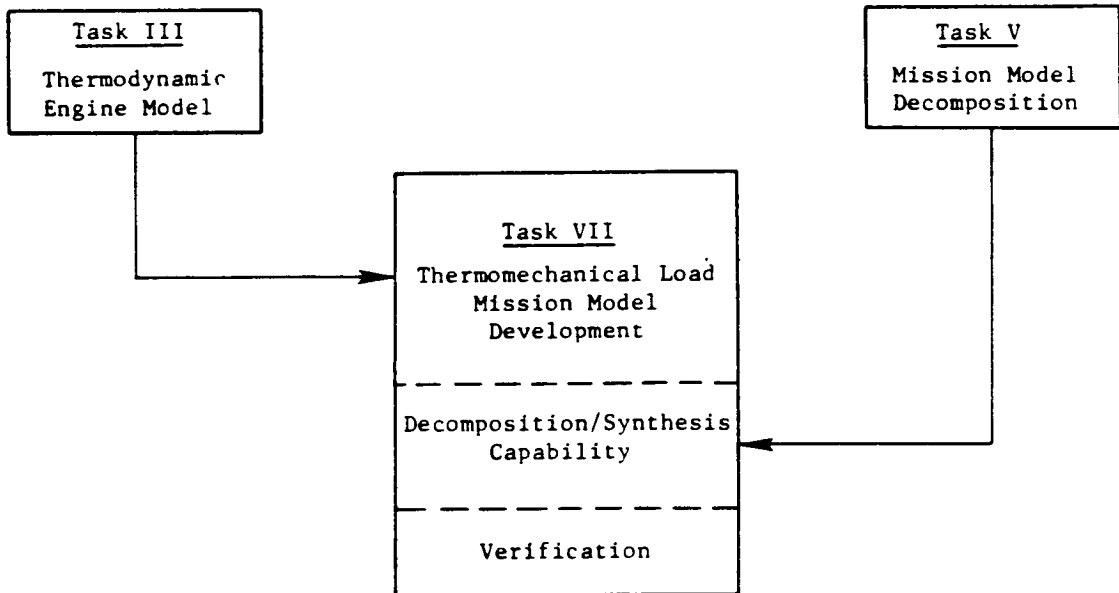 Task III
Thermodynamic
Engine Model
Task V
Mission Model
Decomposition
Task VII
Thermomechanical Load
Mission Model
Development
Decomposition/Synthesis
Capability
Verification